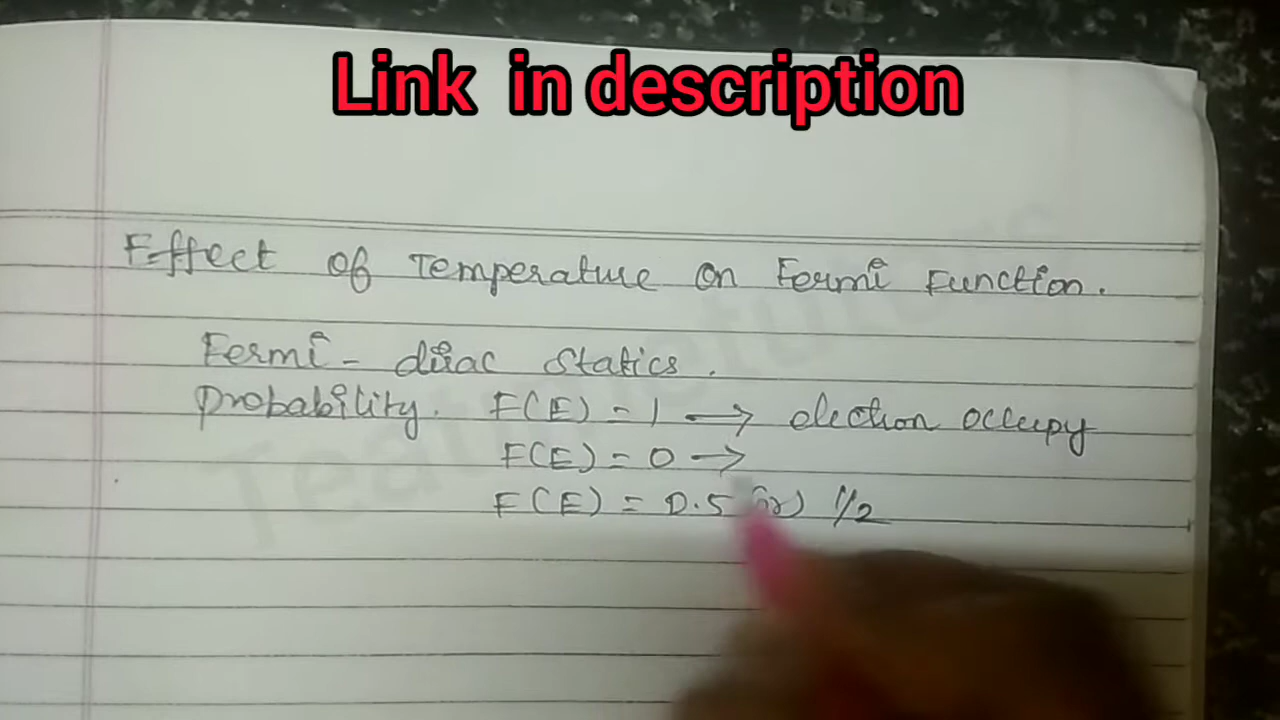 Link in description
Effect of Temperature on Fermi Function.
Fermi - dirac Statics.
Probability. F(E) = 1 → electron occupy
F(E) = 0 →
F(E) = 0.5 (or) 1/2